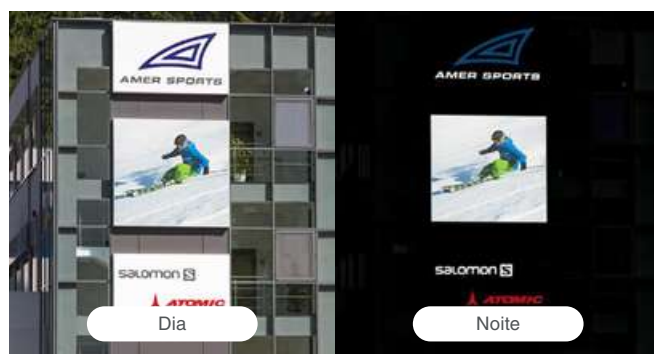 AMER SPORTS
SALOMON S
ATOMIC
Dia
AMER SPORTS
SALOMON S
ATOMIC
Noite